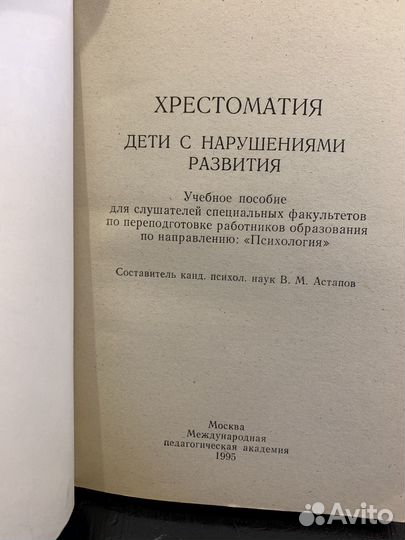 ХРЕСТОМАТИЯ
ДЕТИ С НАРУШЕНИЯМИ
РАЗВИТИЯ
Учебное пособие
для слушателей специальных факультетов
по переподготовке работников образования
по направлению: «Психология»
Составитель канд. психол. наук В. М. Астапов
Москва
Международная
педагогическая академия
1995
Avito